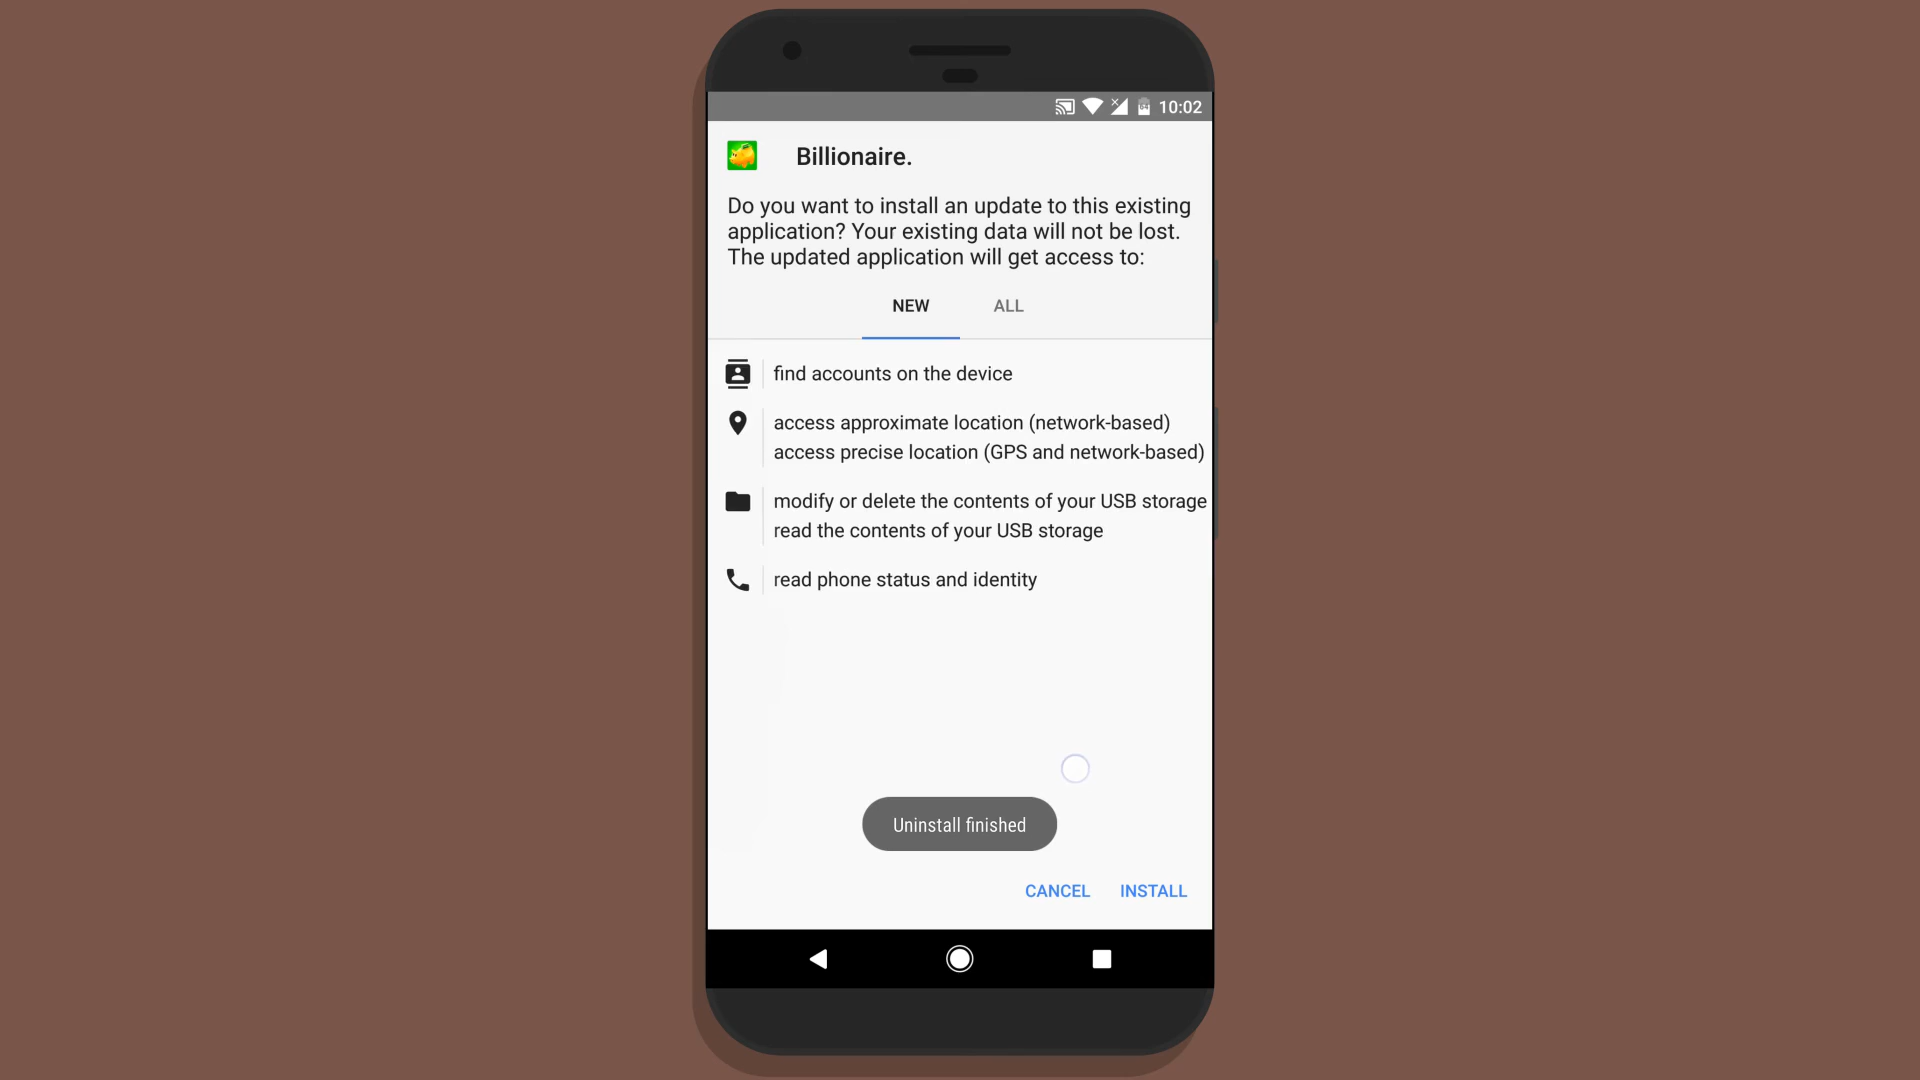 10:02
Billionaire.
Do you want to install an update to this existing
application? Your existing data will not be lost.
The updated application will get access to:
NEW
ALL
find accounts on the device
access approximate location (network-based)
access precise location (GPS and network-based)
modify or delete the contents of your USB storage
read the contents of your USB storage
read phone status and identity
Uninstall finished
CANCEL
INSTALL